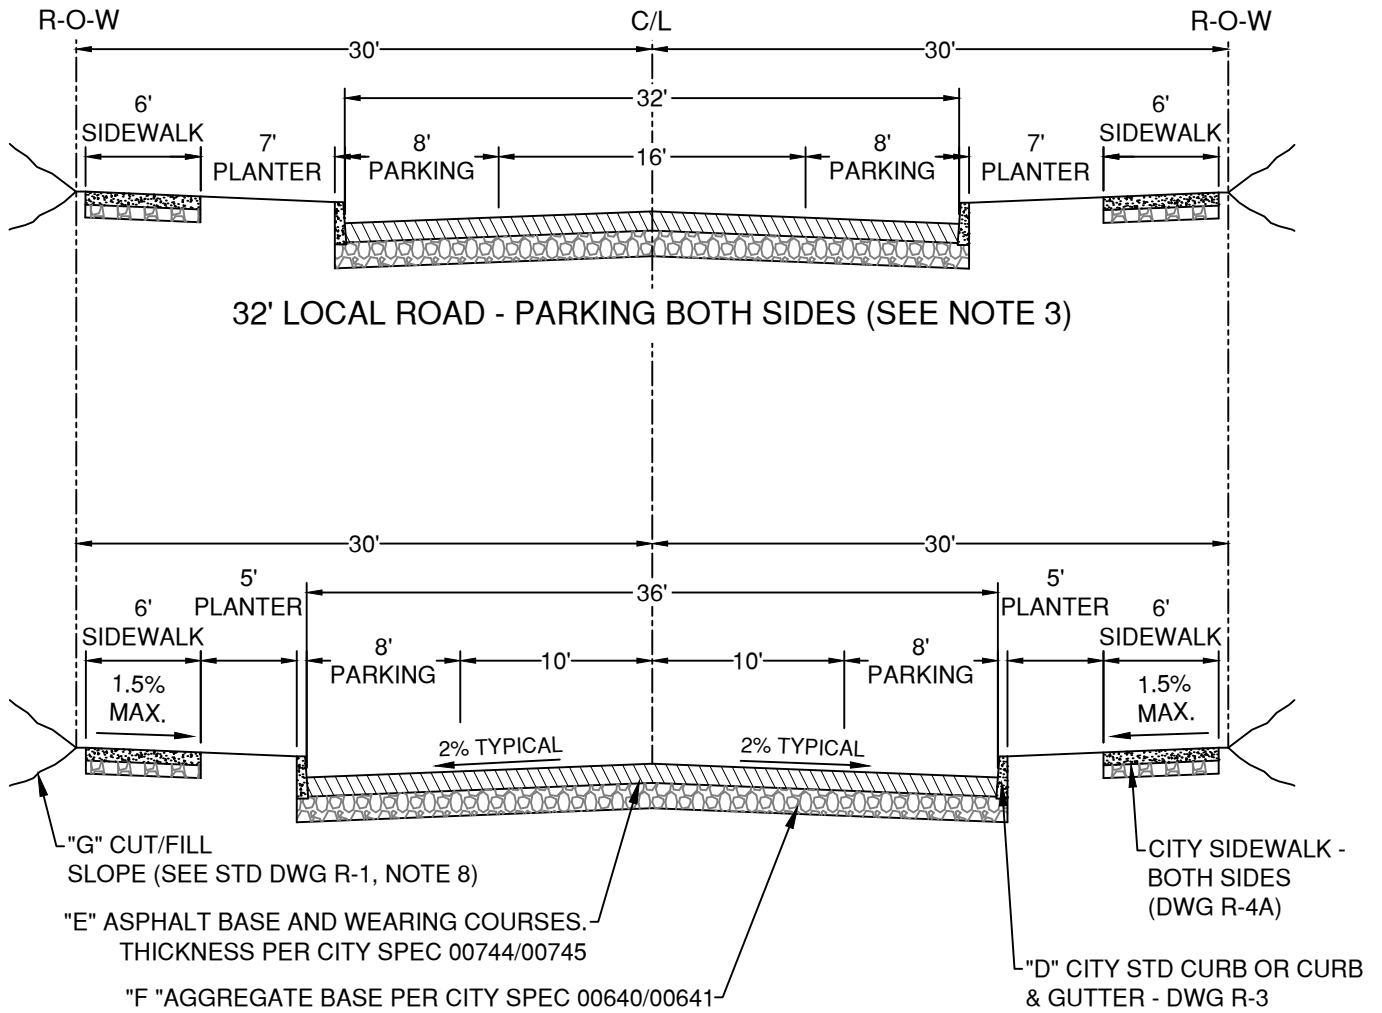 R-O-W
C/L
R-O-W
30'
30'
32'
6'
SIDEWALK
7'
PLANTER
8'
PARKING
16'
8'
PARKING
7'
PLANTER
6'
SIDEWALK
32' LOCAL ROAD - PARKING BOTH SIDES (SEE NOTE 3)
30'
30'
36'
6'
SIDEWALK
5'
PLANTER
8'
PARKING
10'
10'
8'
PARKING
5'
PLANTER
6'
SIDEWALK
1.5%
MAX.
2% TYPICAL
2% TYPICAL
1.5%
MAX.
"G" CUT/FILL
SLOPE (SEE STD DWG R-1, NOTE 8)
"E" ASPHALT BASE AND WEARING COURSES.
THICKNESS PER CITY SPEC 00744/00745
"F "AGGREGATE BASE PER CITY SPEC 00640/00641
CITY SIDEWALK -
BOTH SIDES
(DWG R-4A)
"D" CITY STD CURB OR CURB
& GUTTER - DWG R-3